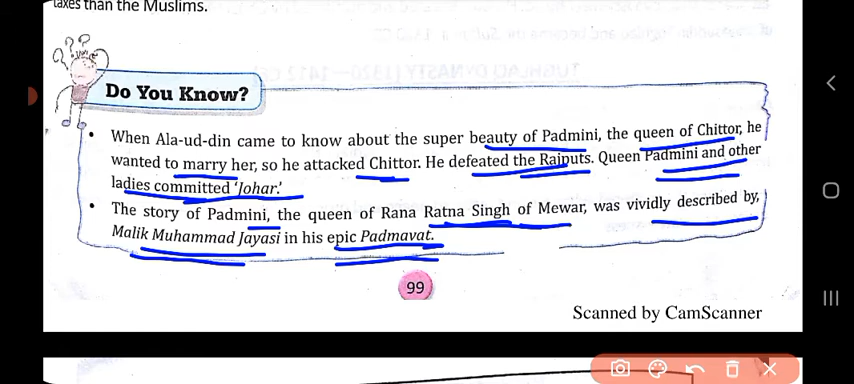 taxes than the Muslims.
Do You Know?
• When Ala-ud-din came to know about the super beauty of Padmini, the queen of Chittor, he
wanted to marry her, so he attacked Chittor. He defeated the Rajputs. Queen Padmini and other
ladies committed 'Johar.'
• The story of Padmini, the queen of Rana Ratna Singh of Mewar, was vividly described by,
Malik Muhammad Jayasi in his epic Padmavat.
99
Scanned by CamScanner